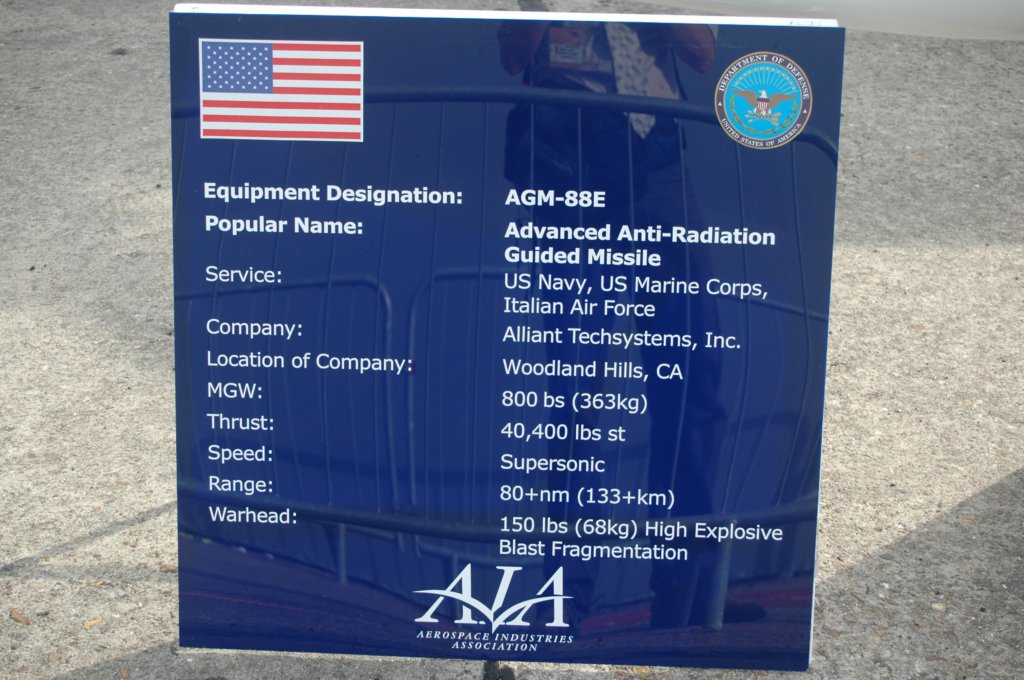 DEPARTMENT OF DEFENSE
UNITED STATES OF AMERICA
Equipment Designation: AGM-88E
Popular Name: Advanced Anti-Radiation
Guided Missile
Service: US Navy, US Marine Corps,
Italian Air Force
Company: Alliant Techsystems, Inc.
Location of Company: Woodland Hills, CA
MGW: 800 bs (363kg)
Thrust: 40,400 lbs st
Speed: Supersonic
Range: 80+nm (133+km)
Warhead: 150 lbs (68kg) High Explosive
Blast Fragmentation
AIA
AEROSPACE INDUSTRIES
ASSOCIATION